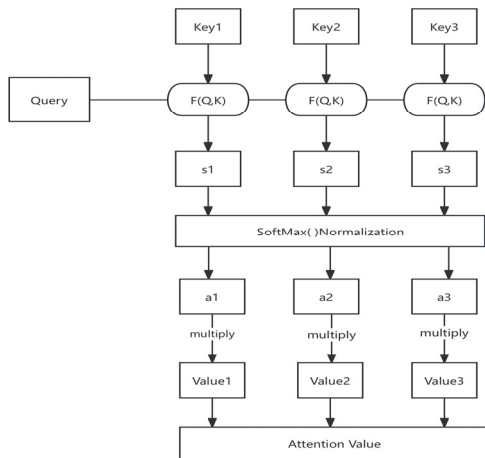 Key1 Key2 Key3
Query F(Q,K) F(Q,K) F(Q,K)
s1 s2 s3
SoftMax( )Normalization
a1 a2 a3
multiply multiply multiply
Value1 Value2 Value3
Attention Value